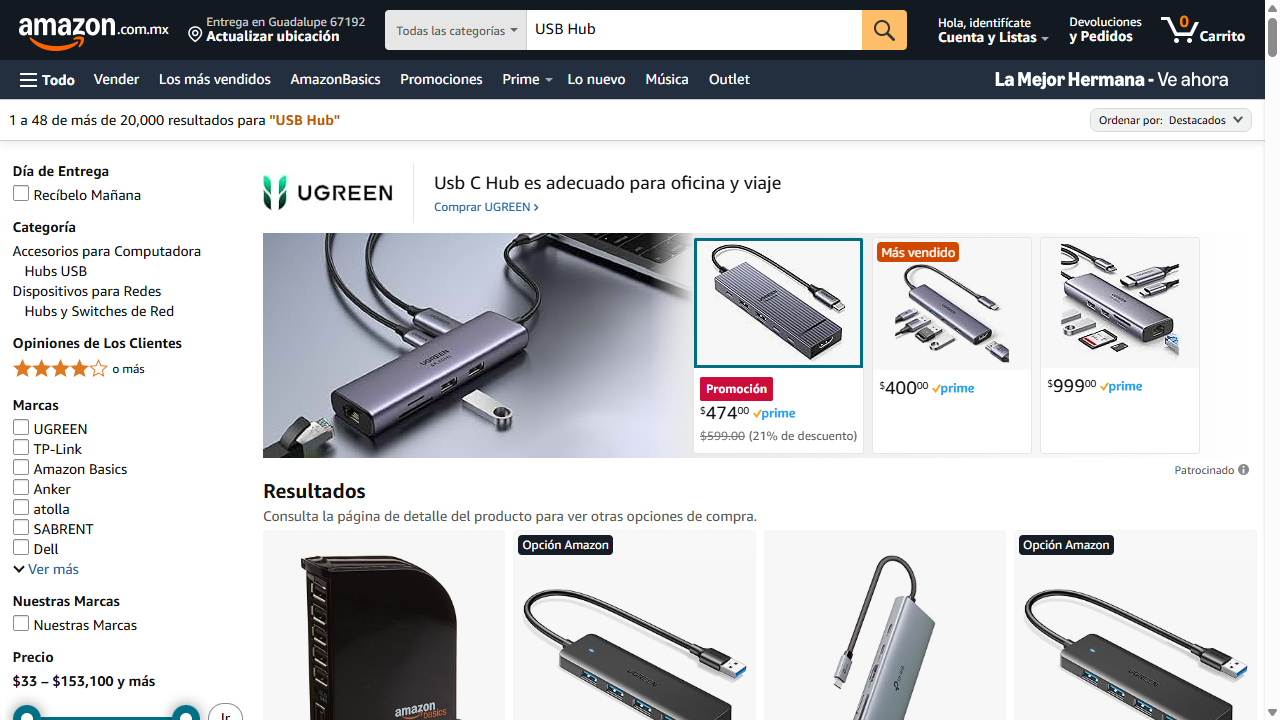 amazon.com.mx
Entrega en Guadalupe 67192
Actualizar ubicación
Todas las categorías
USB Hub
Hola, identifícate
Cuenta y Listas
Devoluciones
y Pedidos
0
Carrito
Todo
Vender
Los más vendidos
AmazonBasics
Promociones
Prime
Lo nuevo
Música
Outlet
La Mejor Hermana - Ve ahora
1 a 48 de más de 20,000 resultados para "USB Hub"
Ordenar por: Destacados
Día de Entrega
Recíbelo Mañana
Categoría
Accesorios para Computadora
Hubs USB
Dispositivos para Redes
Hubs y Switches de Red
Opiniones de Los Clientes
o más
Marcas
UGREEN
TP-Link
Amazon Basics
Anker
atolla
SABRENT
Dell
Ver más
Nuestras Marcas
Nuestras Marcas
Precio
$33 – $153,100 y más
Ir
UGREEN
Usb C Hub es adecuado para oficina y viaje
Comprar UGREEN ›
UGREEN
Promoción
$47400 prime
$599.00 (21% de descuento)
Más vendido
$40000 prime
$99900 prime
Patrocinado
Resultados
Consulta la página de detalle del producto para ver otras opciones de compra.
amazon
basics
Opción Amazon
UGREEN
tp-link
Opción Amazon
UGREEN